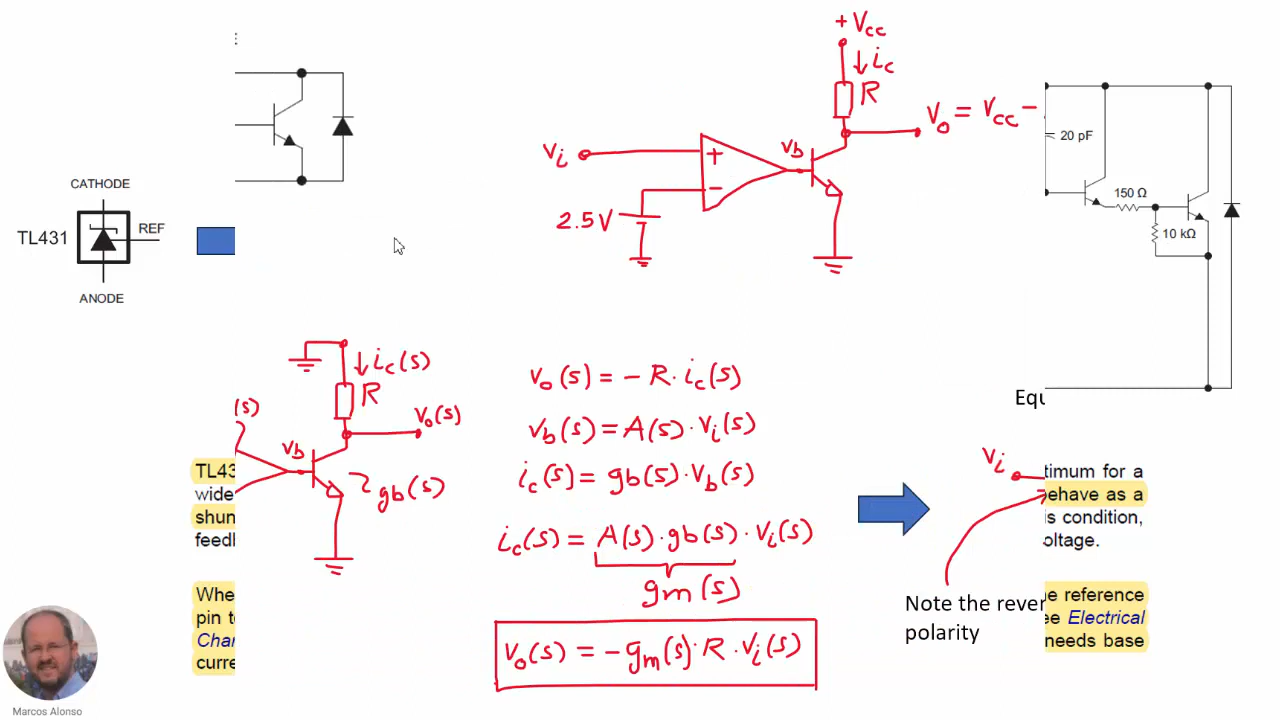 CATHODE
TL431
REF
ANODE
+Vcc
ic
R
Vo = Vcc -
Vi
+
-
Vb
2.5V
20 pF
150 Ω
10 kΩ
ic(s)
R
Vo(s)
(s)
Vb
gb(s)
Vo(s) = - R · ic(s)
Vb(s) = A(s) · Vi(s)
ic(s) = gb(s) · Vb(s)
ic(s) = A(s) · gb(s) · Vi(s)
gm(s)
Vo(s) = - gm(s) · R · Vi(s)
Equ
Vi
Note the rever
polarity
TL43
wide
shun
feedl
Whe
pin t
Char
curre
timum for a
ehave as a
is condition,
oltage.
e reference
ee Electrical
needs base
Marcos Alonso